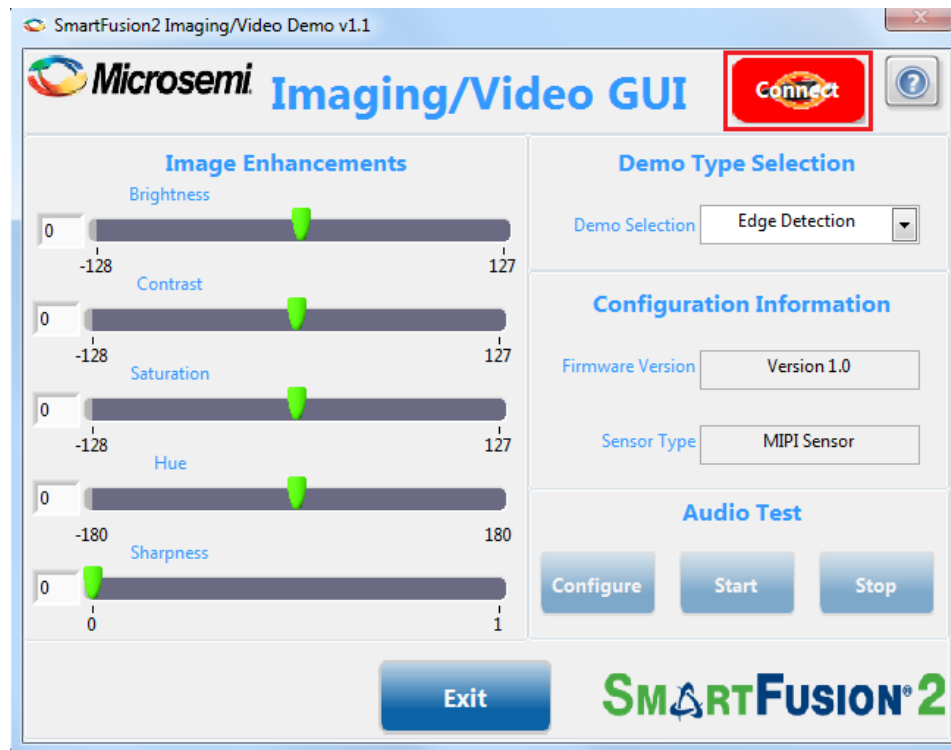 SmartFusion2 Imaging/Video Demo v1.1
Microsemi.
Imaging/Video GUI
Connect
?
Image Enhancements
Brightness
0
-128
127
Contrast
0
-128
127
Saturation
0
-128
127
Hue
0
-180
180
Sharpness
0
0
1
Demo Type Selection
Demo Selection
Edge Detection
Configuration Information
Firmware Version
Version 1.0
Sensor Type
MIPI Sensor
Audio Test
Configure
Start
Stop
Exit
SMARTFUSION®2